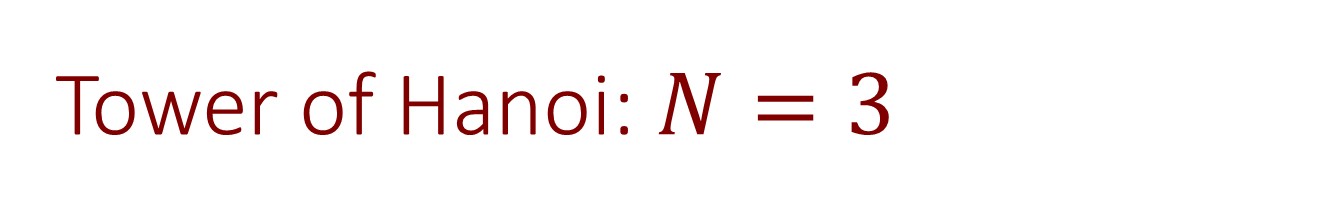 Tower of Hanoi: N = 3